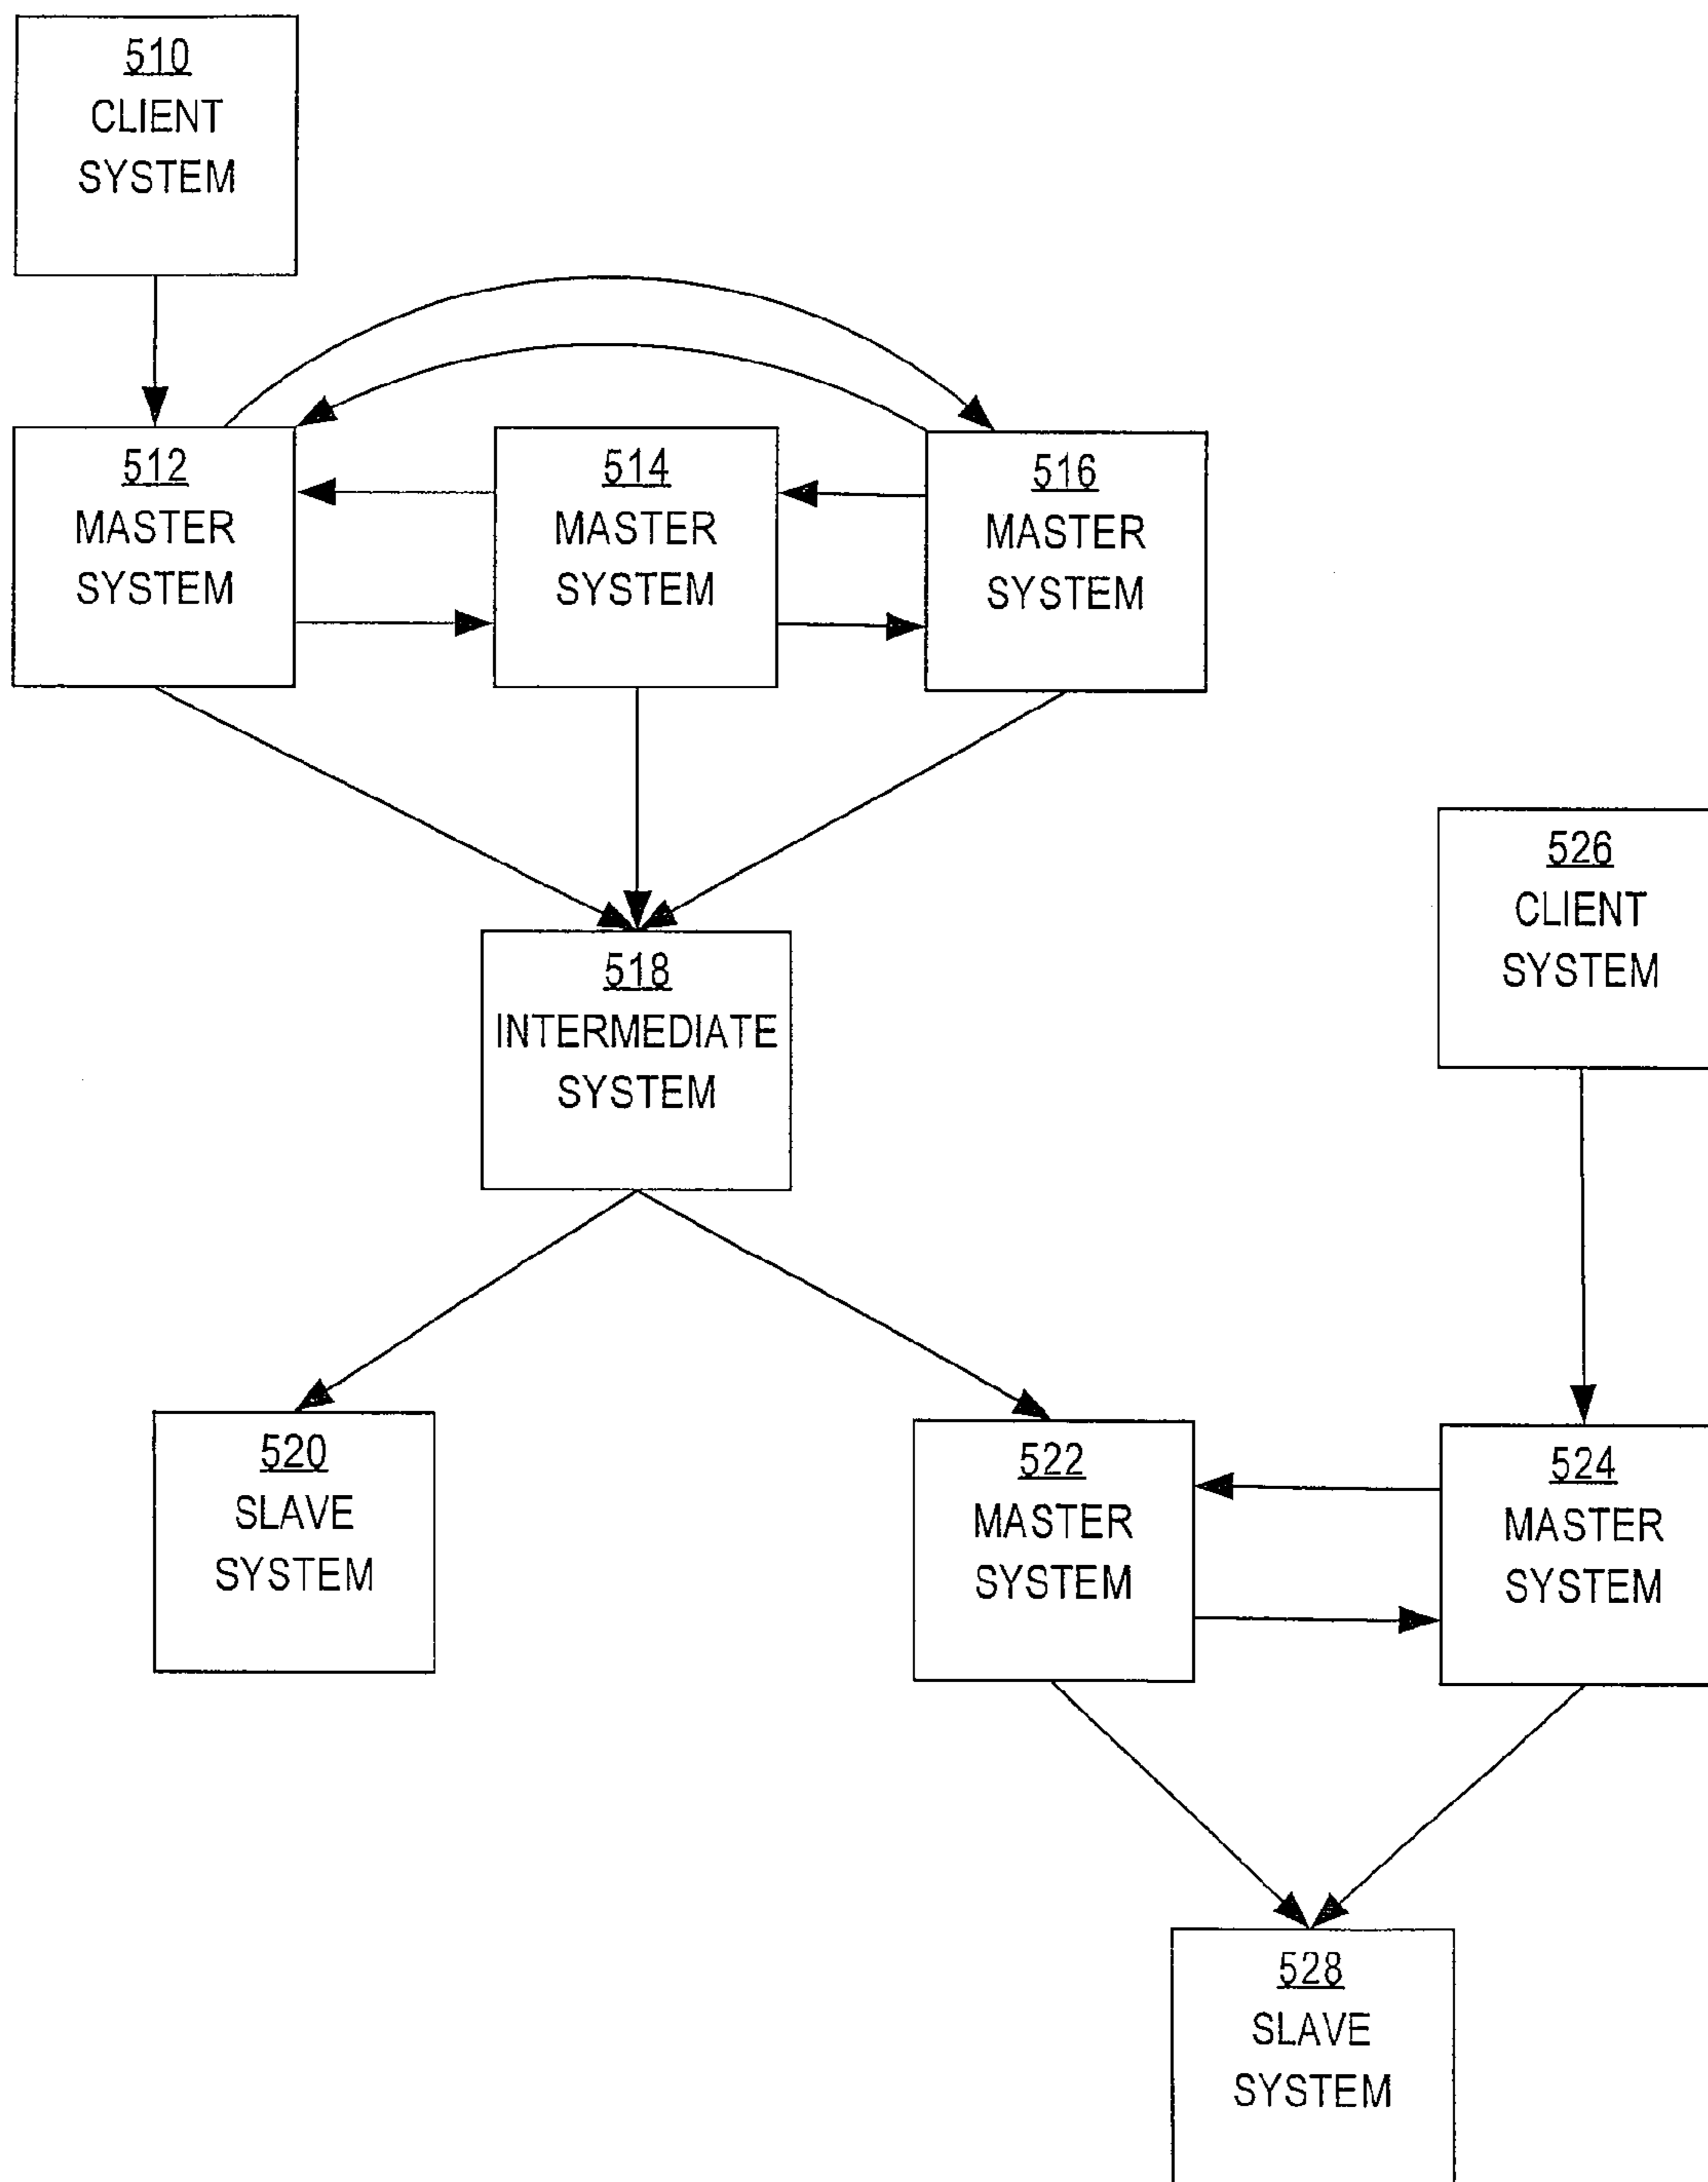 510
CLIENT
SYSTEM
512
MASTER
SYSTEM
514
MASTER
SYSTEM
516
MASTER
SYSTEM
518
INTERMEDIATE
SYSTEM
526
CLIENT
SYSTEM
520
SLAVE
SYSTEM
522
MASTER
SYSTEM
524
MASTER
SYSTEM
528
SLAVE
SYSTEM